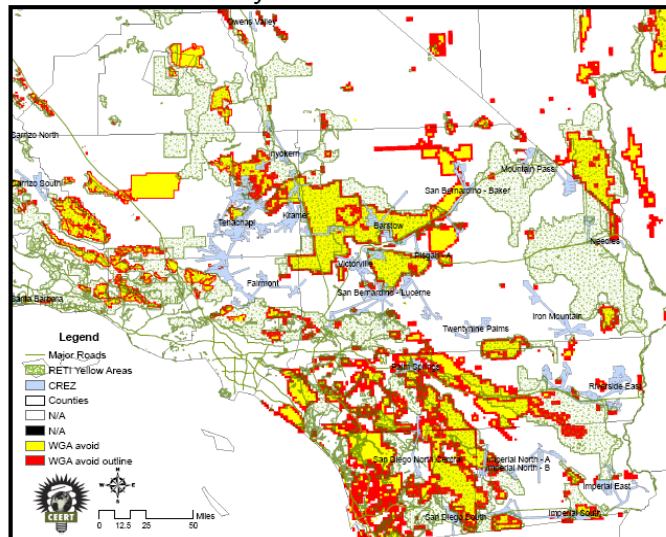 Owens Valley
Carrizo North
Inyokern
Mountain Pass
Carrizo South
San Bernardino - Baker
Tehachapi
Kramer
Barstow
Needles
Pisgah - A
Victorville
Santa Barbara
Fairmont
San Bernardino - Lucerne
Iron Mountain
Twentynine Palms
Palm Springs
Riverside East
San Diego North Central
Imperial North - A
Imperial North - B
Imperial East
San Diego South
Imperial South
Legend
Major Roads
RETI Yellow Areas
CREZ
Counties
N/A
N/A
WGA avoid
WGA avoid outline
CEERT
N
W
E
S
Miles
0 12.5 25 50